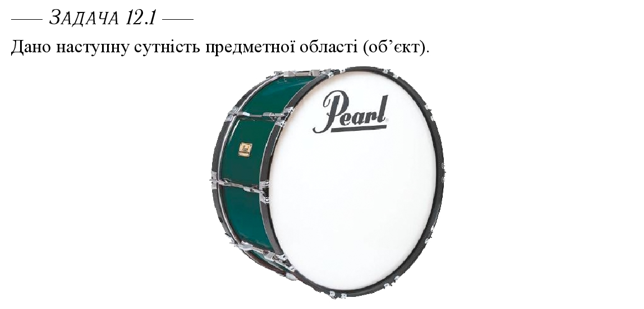 Задача 12.1
Дано наступну сутність предметної області (об’єкт).
Pearl